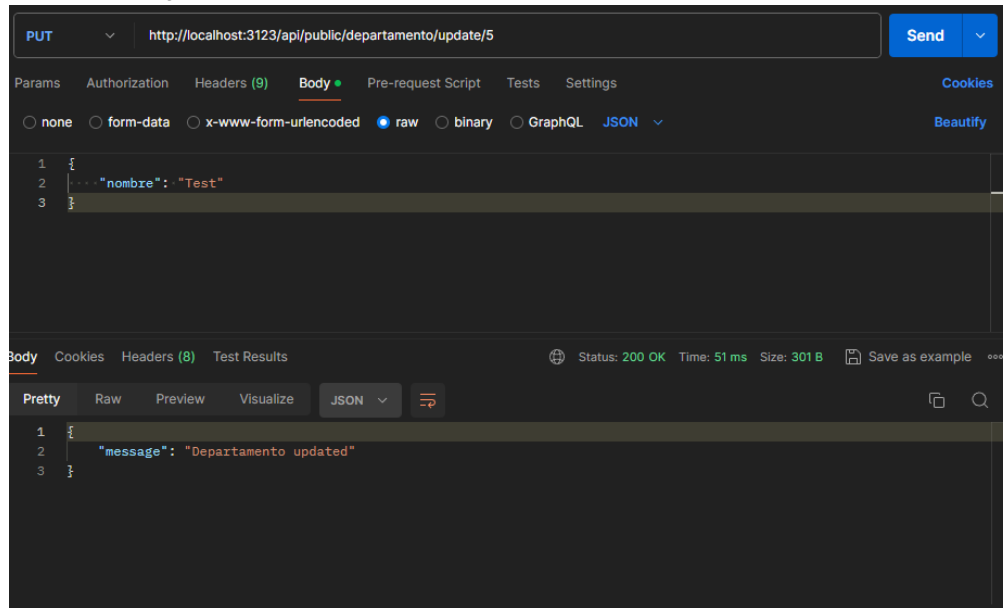 PUT http://localhost:3123/api/public/departamento/update/5 Send
Params Authorization Headers (9) Body Pre-request Script Tests Settings Cookies
none form-data x-www-form-urlencoded raw binary GraphQL JSON Beautify
1 {
2 "nombre": "Test"
3 }
Body Cookies Headers (8) Test Results Status: 200 OK Time: 51 ms Size: 301 B Save as example
Pretty Raw Preview Visualize JSON
1 {
2 "message": "Departamento updated"
3 }